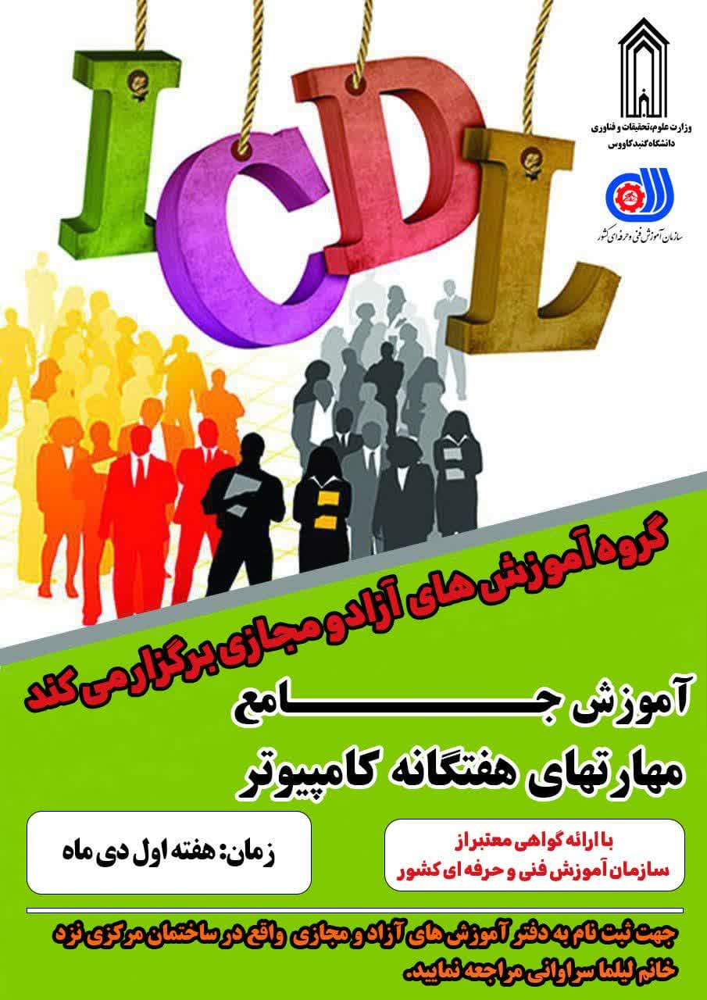 ICDL
وزارت علوم،تحقیقات و فناوری
دانشگاه گنبدکاووس
سازمان آموزش فنی و حرفه‌ای کشور
گروه آموزش های آزاد و مجازی برگزار می کند
آموزش جـــــــــــــامع
مهارتهای هفتگانه کامپیوتر
با ارائه گواهی معتبر از
سازمان آموزش فنی و حرفه ای کشور
زمان: هفته اول دی ماه
جهت ثبت نام به دفتر آموزش های آزاد و مجازی واقع در ساختمان مرکزی نزد
خانم لیلما سراوانی مراجعه نمایید.